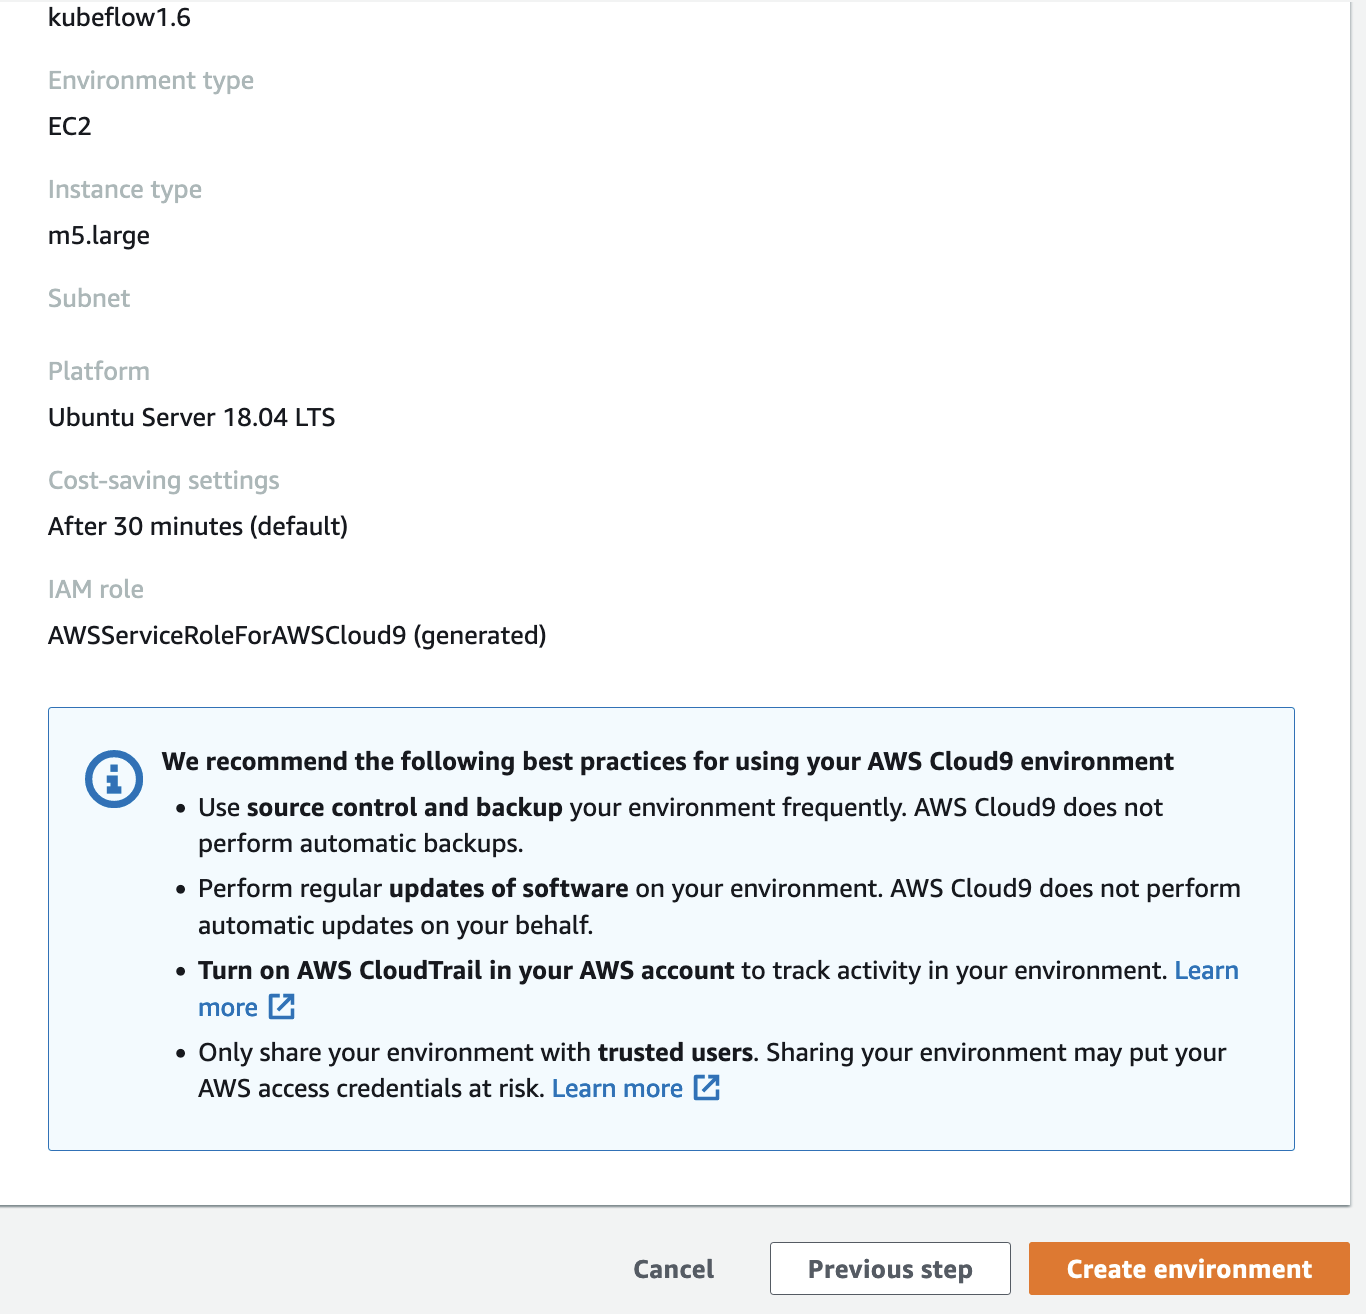 kubeflow1.6
Environment type
EC2
Instance type
m5.large
Subnet
Platform
Ubuntu Server 18.04 LTS
Cost-saving settings
After 30 minutes (default)
IAM role
AWSServiceRoleForAWSCloud9 (generated)
We recommend the following best practices for using your AWS Cloud9 environment
• Use source control and backup your environment frequently. AWS Cloud9 does not
perform automatic backups.
• Perform regular updates of software on your environment. AWS Cloud9 does not perform
automatic updates on your behalf.
• Turn on AWS CloudTrail in your AWS account to track activity in your environment. Learn
more
• Only share your environment with trusted users. Sharing your environment may put your
AWS access credentials at risk. Learn more
Cancel Previous step Create environment